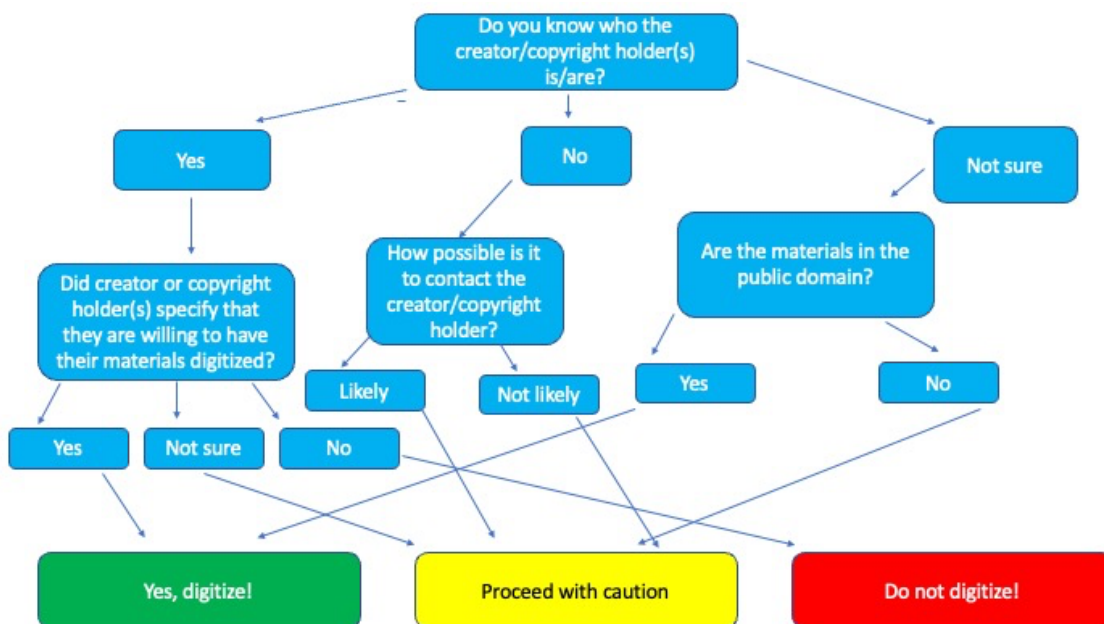 Do you know who the
creator/copyright holder(s)
is/are?
Yes
No
Not sure
Did creator or copyright
holder(s) specify that
they are willing to have
their materials digitized?
How possible is it
to contact the
creator/copyright
holder?
Are the materials in the
public domain?
Likely
Not likely
Yes
No
Yes
Not sure
No
Yes, digitize!
Proceed with caution
Do not digitize!